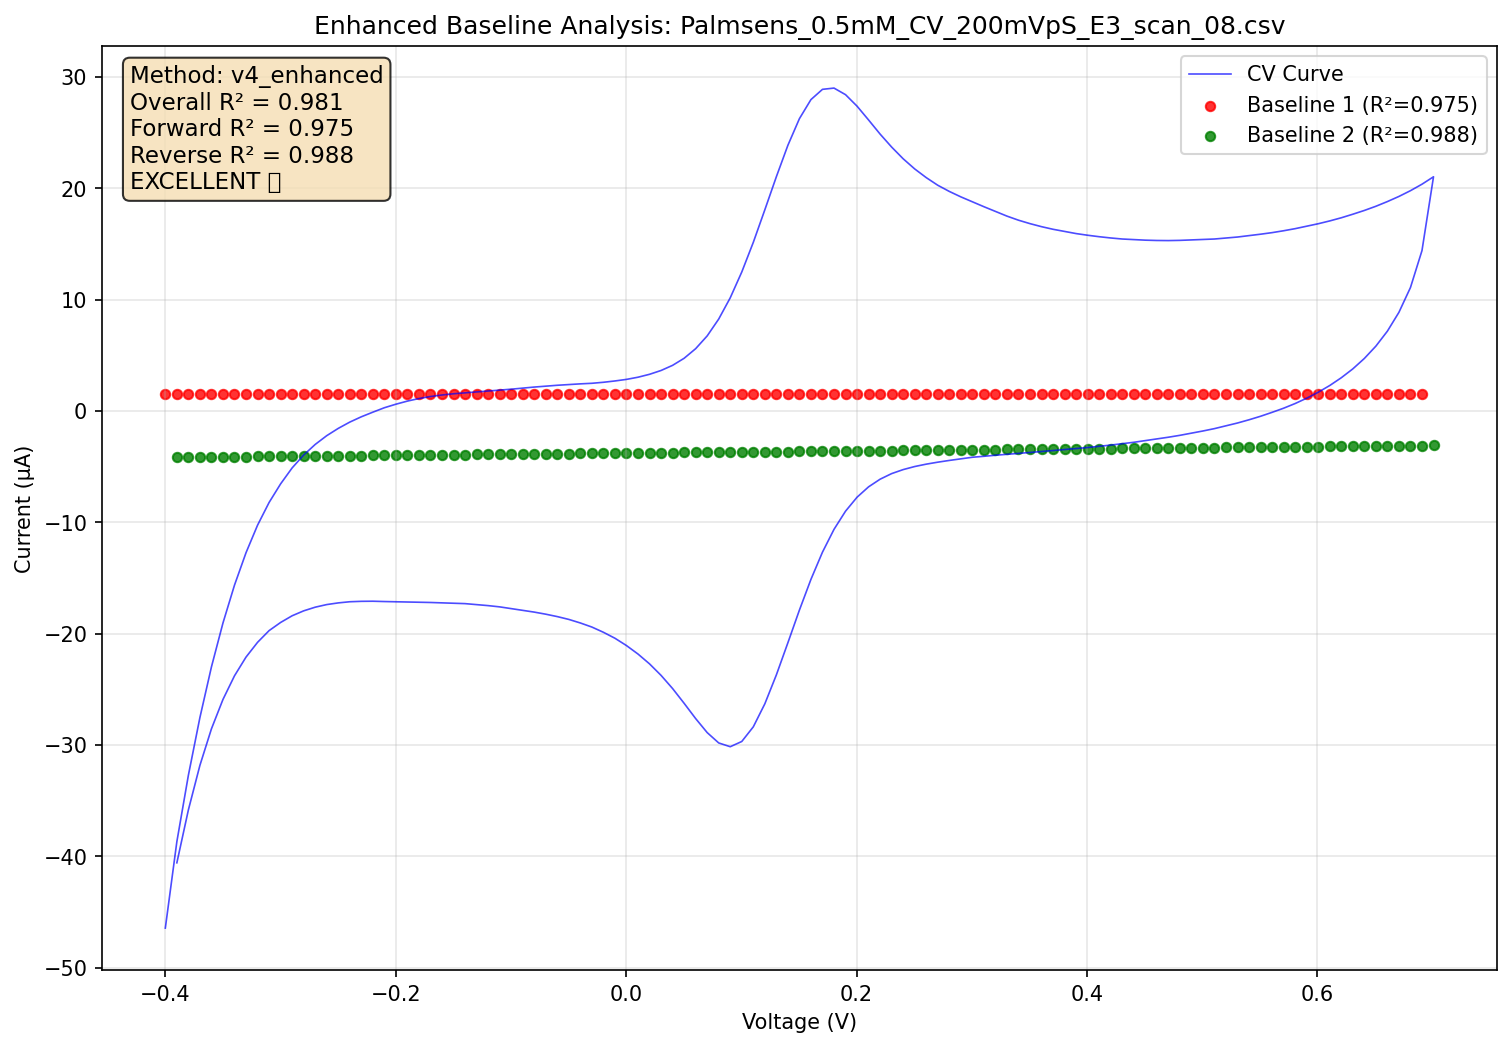 Enhanced Baseline Analysis: Palmsens_0.5mM_CV_200mVpS_E3_scan_08.csv
Method: v4_enhanced
Overall R² = 0.981
Forward R² = 0.975
Reverse R² = 0.988
EXCELLENT
CV Curve
Baseline 1 (R²=0.975)
Baseline 2 (R²=0.988)
Current (μA)
30
20
10
0
−10
−20
−30
−40
−50
−0.4
−0.2
0.0
0.2
0.4
0.6
Voltage (V)